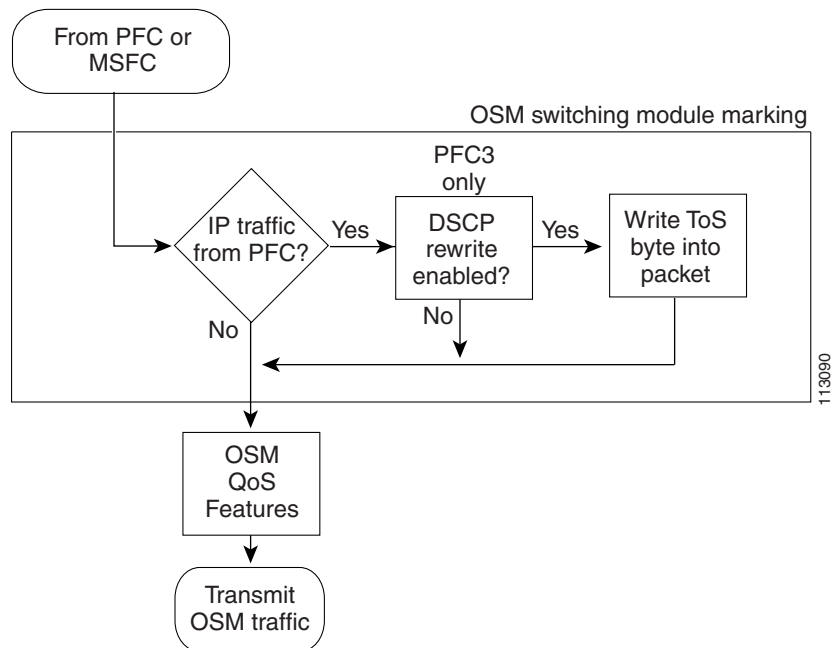 From PFC or
MSFC
OSM switching module marking
PFC3
only
IP traffic
from PFC?
Yes
DSCP
rewrite
enabled?
Yes
Write ToS
byte into
packet
No
No
113090
OSM
QoS
Features
Transmit
OSM traffic